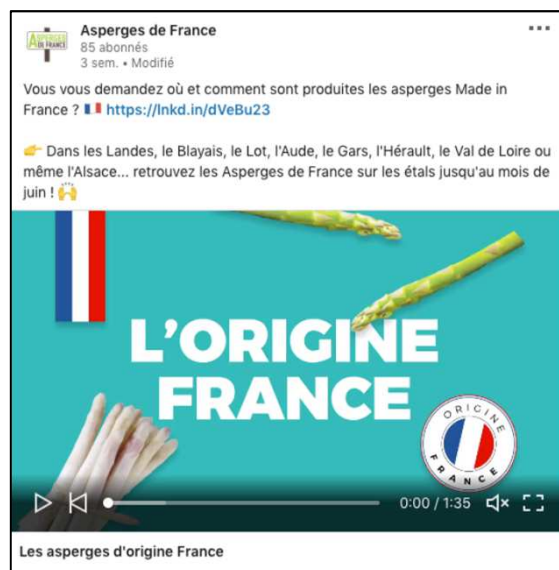 ASPERGES
DE FRANCE
Asperges de France
85 abonnés
3 sem. • Modifié
Vous vous demandez où et comment sont produites les asperges Made in
France ? 🇫🇷 https://lnkd.in/dVeBu23
👉 Dans les Landes, le Blayais, le Lot, l'Aude, le Gars, l'Hérault, le Val de Loire ou
même l'Alsace... retrouvez les Asperges de France sur les étals jusqu'au mois de
juin ! 🙌
L'ORIGINE
FRANCE
ORIGINE
FRANCE
0:00 / 1:35
Les asperges d'origine France